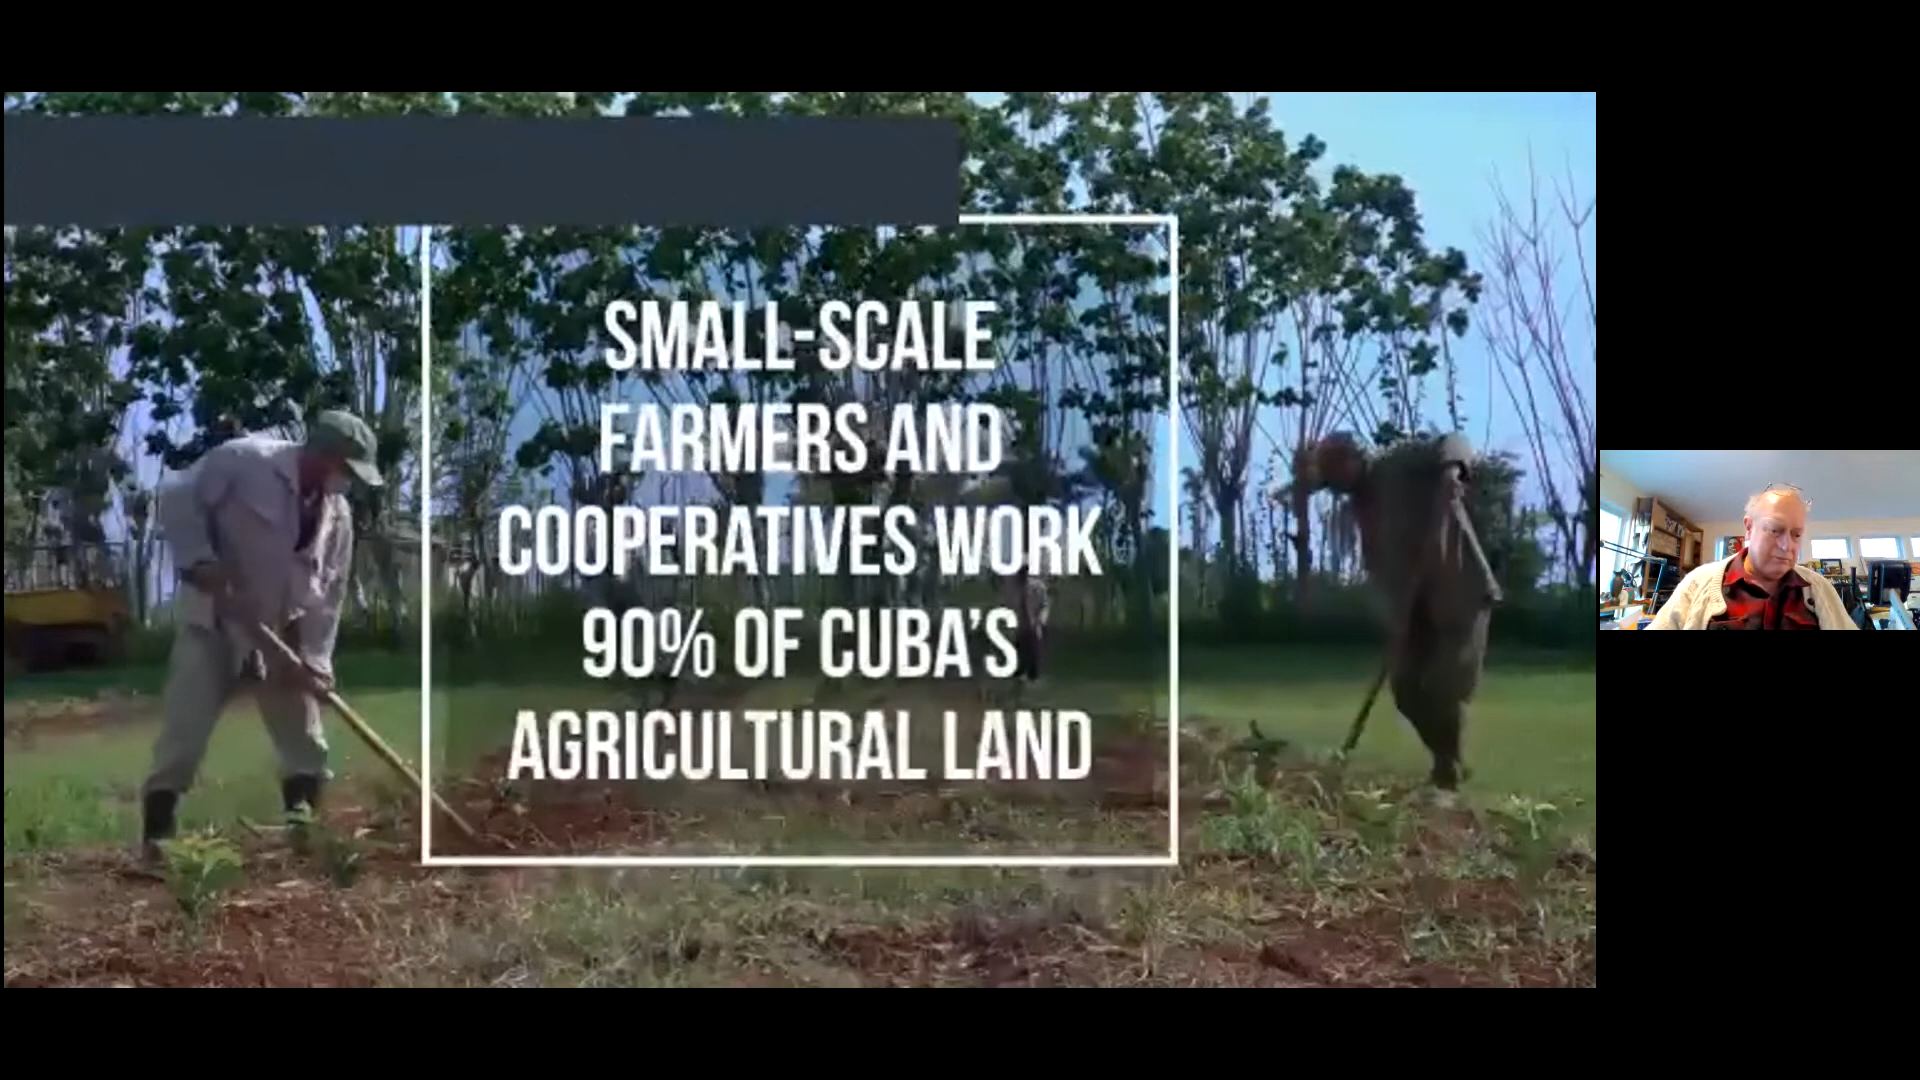 SMALL-SCALE
FARMERS AND
COOPERATIVES WORK
90% OF CUBA'S
AGRICULTURAL LAND